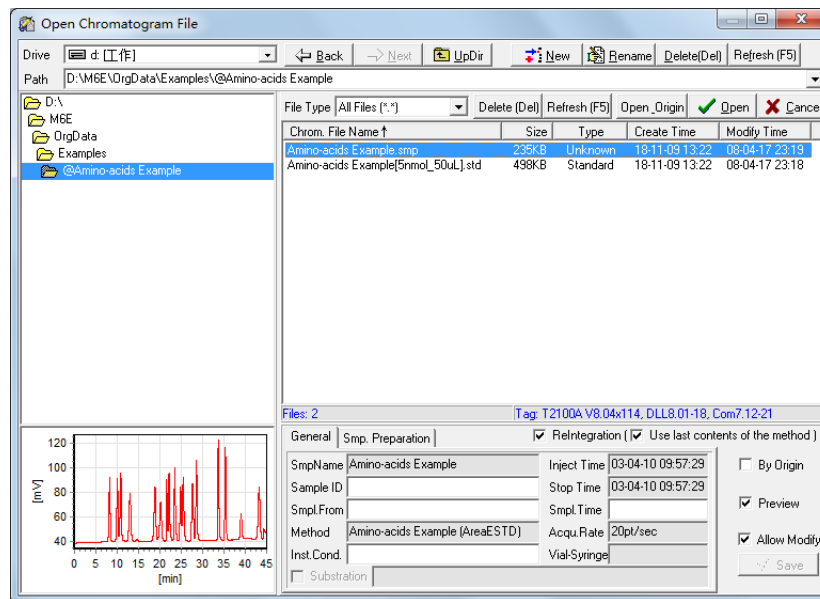 Open Chromatogram File
Drive d: [工作] Back Next UpDir New Rename Delete(Del) Refresh (F5)
Path D:\M6E\OrgData\Examples\@Amino-acids Example
D:\
M6E
OrgData
Examples
@Amino-acids Example
File Type All Files (*.*) Delete (Del) Refresh (F5) Open_Origin Open Cance
Chrom. File Name Size Type Create Time Modify Time
Amino-acids Example.smp 235KB Unknown 18-11-09 13:22 08-04-17 23:19
Amino-acids Example[5nmol_50uL].std 498KB Standard 18-11-09 13:22 08-04-17 23:18
Files: 2 Tag: T2100A V8.04x114, DLL8.01-18, Com7.12-21
General Smp. Preparation ReIntegration ( Use last contents of the method )
SmpName Amino-acids Example Inject Time 03-04-10 09:57:29 By Origin
Sample ID Stop Time 03-04-10 09:57:29
Smpl.From Smpl.Time Preview
Method Amino-acids Example (AreaESTD) Acqu.Rate 20pt/sec
Inst.Cond. Vial-Syringe Allow Modify
Substration Save
120
100
80
60
40
[mV]
0 5 10 15 20 25 30 35 40 45
[min]